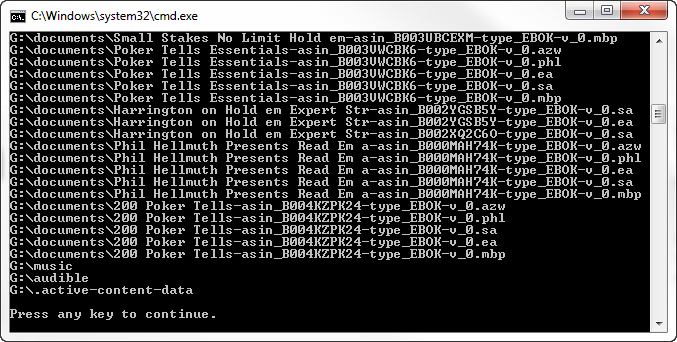 C:\Windows\system32\cmd.exe
G:\documents\Small Stakes No Limit Hold em-asin_B003UBCEXM-type_EBOK-v_0.mbp
G:\documents\Poker Tells Essentials-asin_B003VWCBK6-type_EBOK-v_0.azw
G:\documents\Poker Tells Essentials-asin_B003VWCBK6-type_EBOK-v_0.phl
G:\documents\Poker Tells Essentials-asin_B003VWCBK6-type_EBOK-v_0.ea
G:\documents\Poker Tells Essentials-asin_B003VWCBK6-type_EBOK-v_0.sa
G:\documents\Poker Tells Essentials-asin_B003VWCBK6-type_EBOK-v_0.mbp
G:\documents\Harrington on Hold em Expert Str-asin_B002YGSB5Y-type_EBOK-v_0.sa
G:\documents\Harrington on Hold em Expert Str-asin_B002YGSB5Y-type_EBOK-v_0.ea
G:\documents\Harrington on Hold em Expert Str-asin_B002XQ2C6O-type_EBOK-v_0.sa
G:\documents\Phil Hellmuth Presents Read Em a-asin_B000MAH74K-type_EBOK-v_0.azw
G:\documents\Phil Hellmuth Presents Read Em a-asin_B000MAH74K-type_EBOK-v_0.phl
G:\documents\Phil Hellmuth Presents Read Em a-asin_B000MAH74K-type_EBOK-v_0.ea
G:\documents\Phil Hellmuth Presents Read Em a-asin_B000MAH74K-type_EBOK-v_0.sa
G:\documents\Phil Hellmuth Presents Read Em a-asin_B000MAH74K-type_EBOK-v_0.mbp
G:\documents\200 Poker Tells-asin_B004KZPK24-type_EBOK-v_0.azw
G:\documents\200 Poker Tells-asin_B004KZPK24-type_EBOK-v_0.phl
G:\documents\200 Poker Tells-asin_B004KZPK24-type_EBOK-v_0.sa
G:\documents\200 Poker Tells-asin_B004KZPK24-type_EBOK-v_0.ea
G:\documents\200 Poker Tells-asin_B004KZPK24-type_EBOK-v_0.mbp
G:\music
G:\audible
G:\.active-content-data
Press any key to continue.